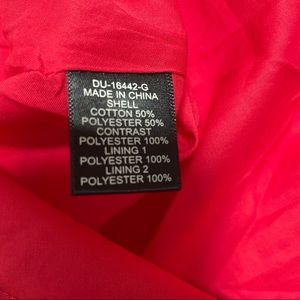 DU-16442-G
MADE IN CHINA
SHELL
COTTON 50%
POLYESTER 50%
CONTRAST
POLYESTER 100%
LINING 1
POLYESTER 100%
LINING 2
POLYESTER 100%